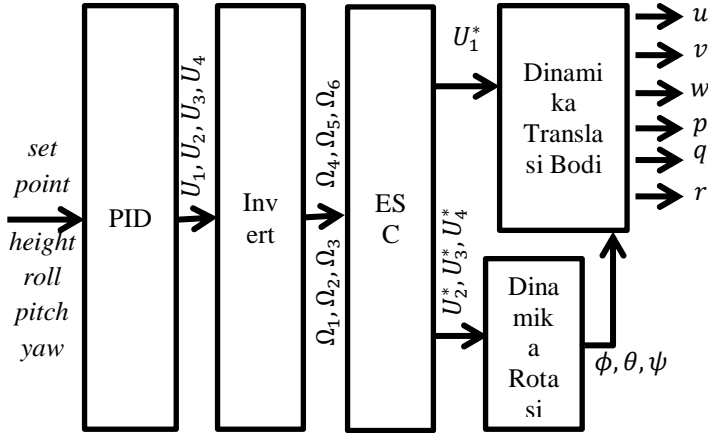 set
point
height
roll
pitch
yaw
PID
U₁, U₂, U₃, U₄
Inv
ert
Ω₄, Ω₅, Ω₆
Ω₁, Ω₂, Ω₃
ES
C
U₁*
U₂*, U₃*, U₄*
Dinami
ka
Transla
si Bodi
Dina
mik
a
Rota
si
ϕ, θ, ψ
u
v
w
p
q
r